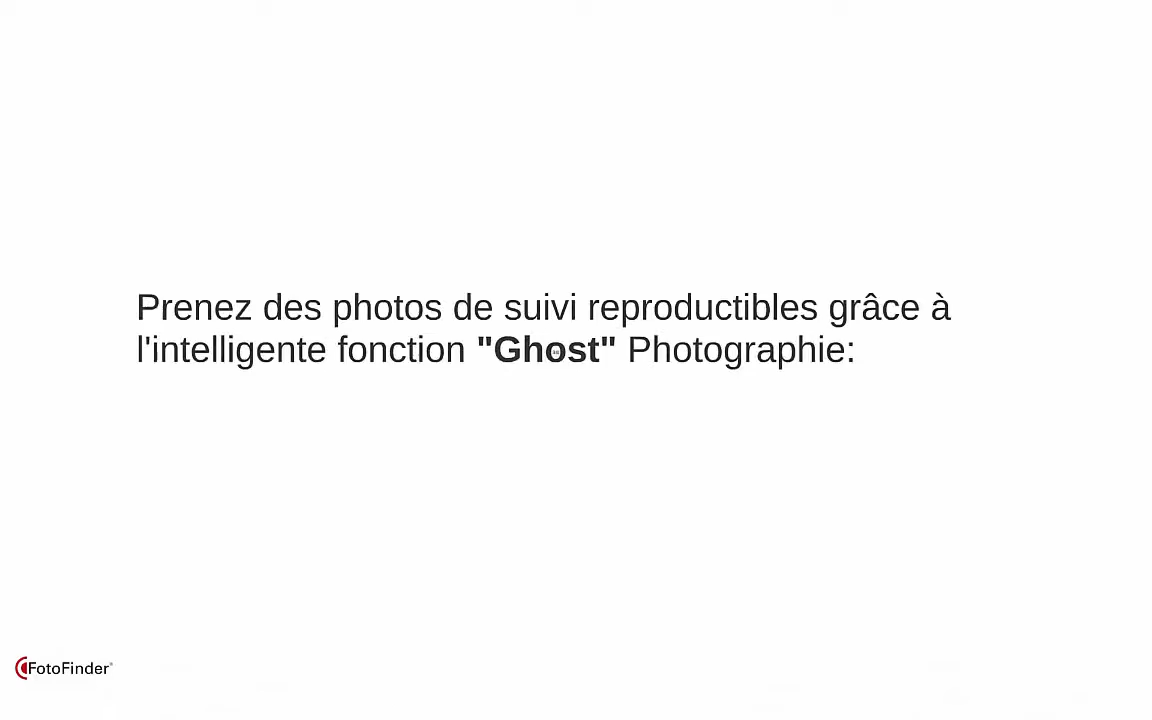 Prenez des photos de suivi reproductibles grâce à
l'intelligente fonction "Ghost" Photographie:
FotoFinder®